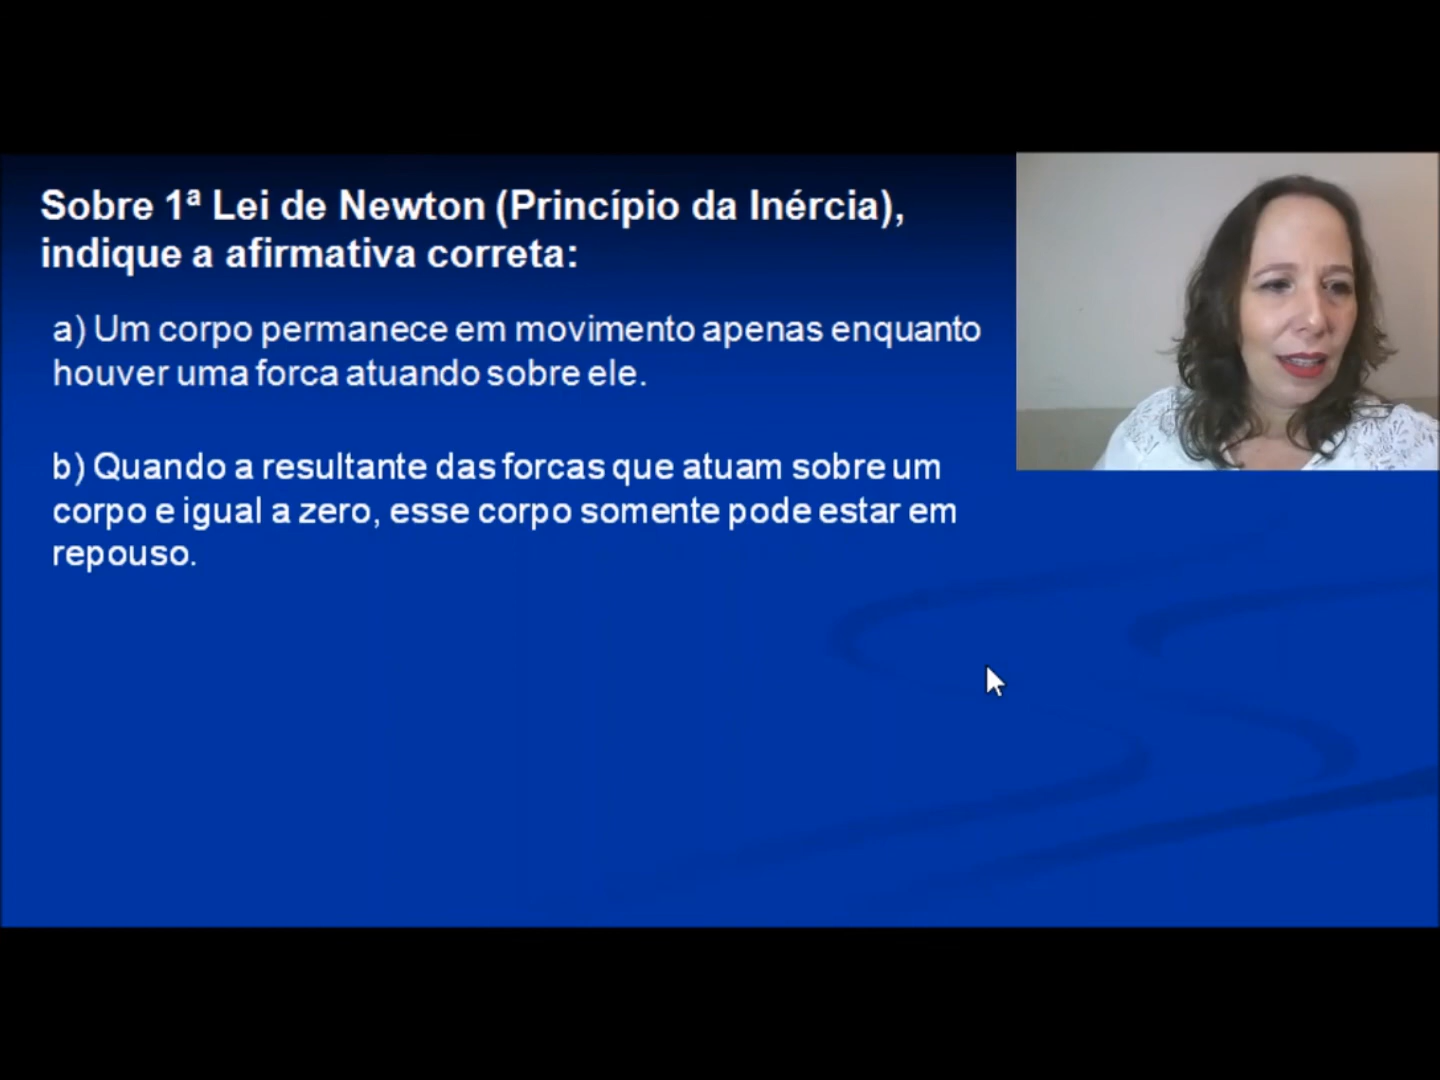 Sobre 1ª Lei de Newton (Princípio da Inércia),
indique a afirmativa correta:
a) Um corpo permanece em movimento apenas enquanto
houver uma forca atuando sobre ele.
b) Quando a resultante das forcas que atuam sobre um
corpo e igual a zero, esse corpo somente pode estar em
repouso.